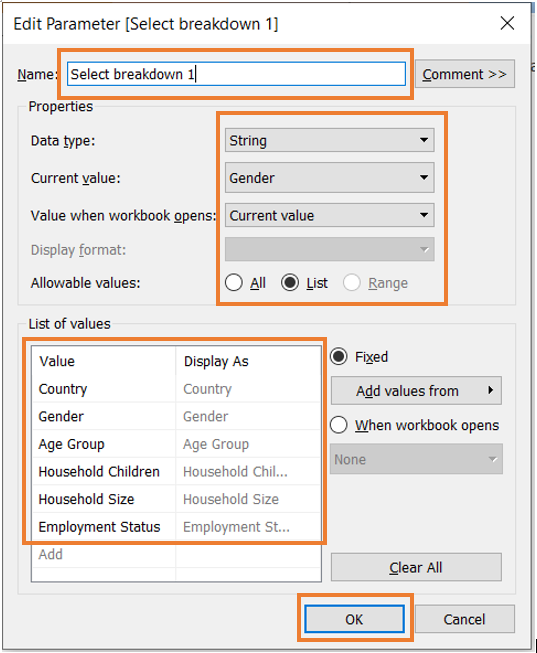 Edit Parameter [Select breakdown 1]
Name: Select breakdown 1 Comment >>
Properties
Data type: String
Current value: Gender
Value when workbook opens: Current value
Display format:
Allowable values: All List Range
List of values
Value Display As
Country Country
Gender Gender
Age Group Age Group
Household Children Household Chil...
Household Size Household Size
Employment Status Employment St...
Add
Fixed
Add values from
When workbook opens
None
Clear All
OK Cancel